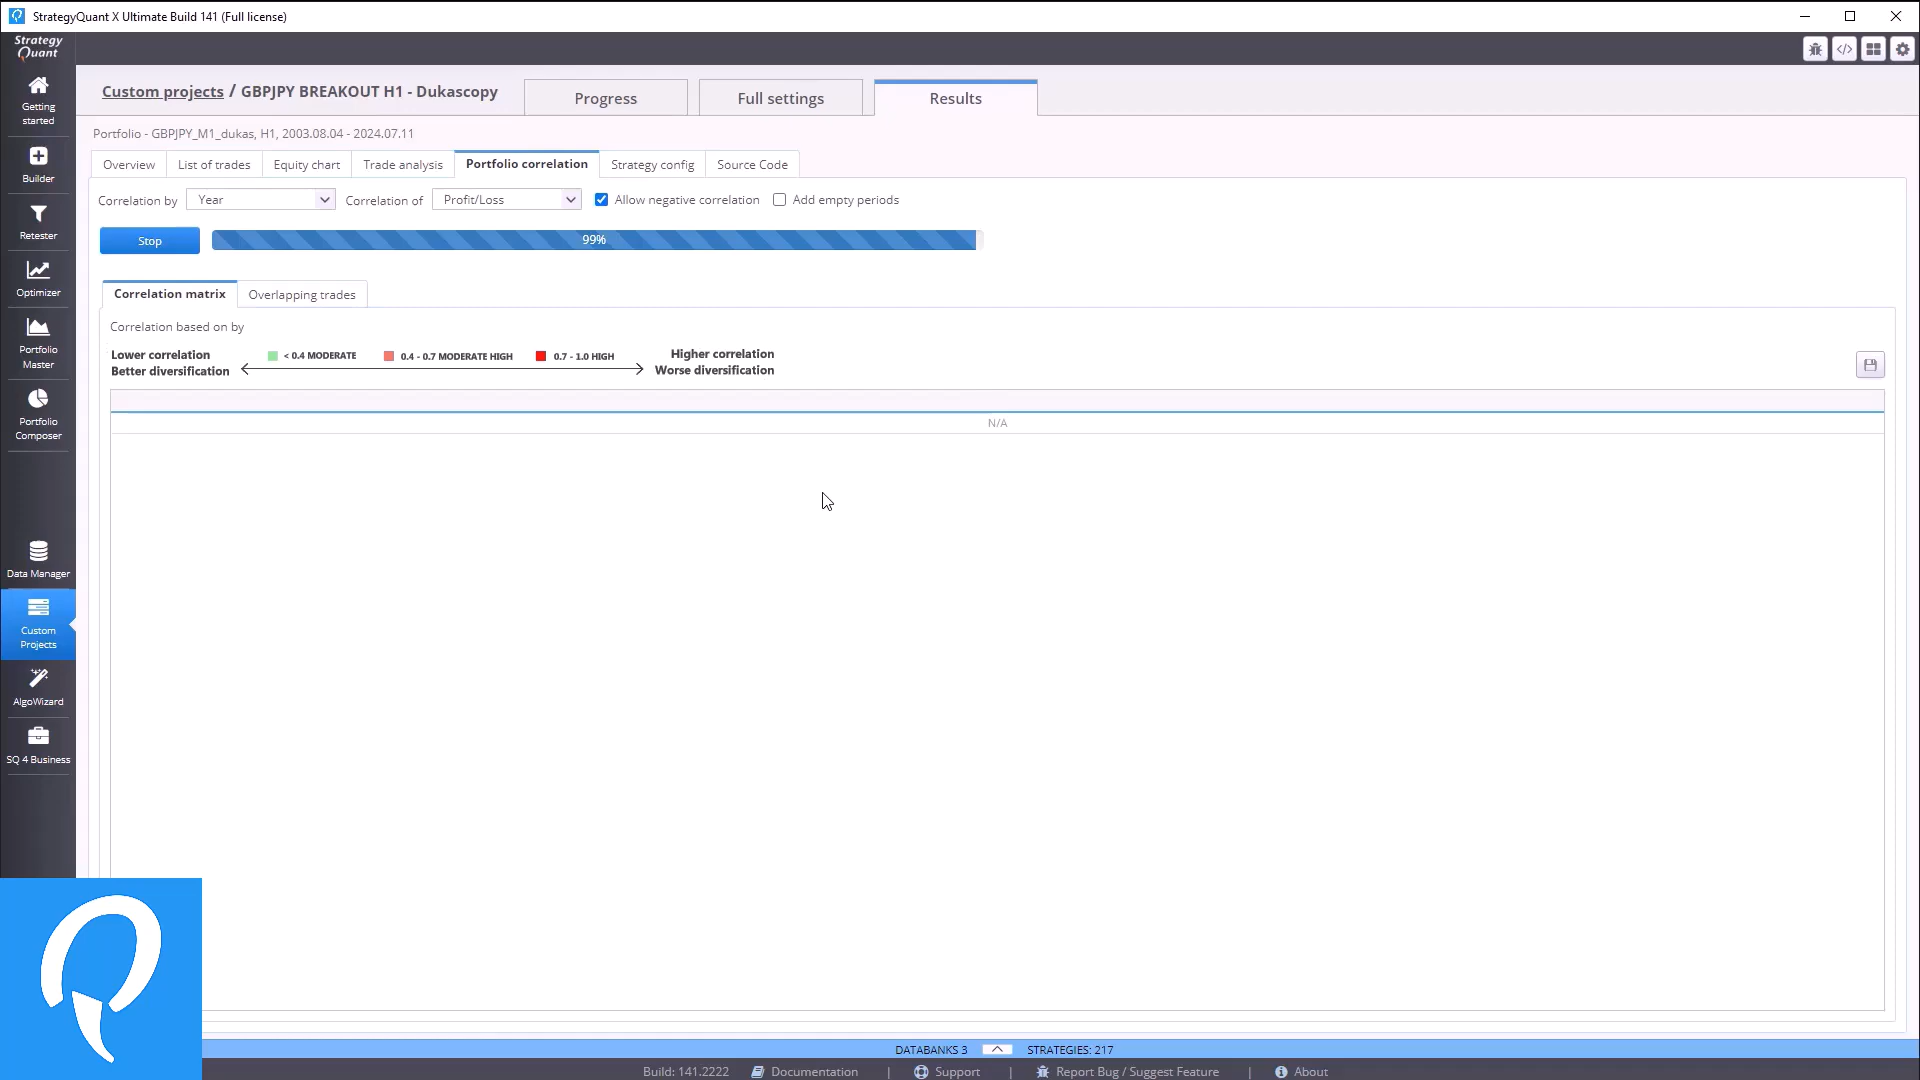 StrategyQuant X Ultimate Build 141 (Full license)
Strategy
Quant
Getting
started
Builder
Retester
Optimizer
Portfolio
Master
Portfolio
Composer
Data Manager
Custom
Projects
AlgoWizard
SQ 4 Business
Custom projects / GBPJPY BREAKOUT H1 - Dukascopy
Progress
Full settings
Results
Portfolio - GBPJPY_M1_dukas, H1, 2003.08.04 - 2024.07.11
Overview
List of trades
Equity chart
Trade analysis
Portfolio correlation
Strategy config
Source Code
Correlation by
Year
Correlation of
Profit/Loss
Allow negative correlation
Add empty periods
Stop
99%
Correlation matrix
Overlapping trades
Correlation based on by
Lower correlation
Better diversification
< 0.4 MODERATE
0.4 - 0.7 MODERATE HIGH
0.7 - 1.0 HIGH
Higher correlation
Worse diversification
N/A
DATABANKS 3
STRATEGIES: 217
Build: 141.2222
Documentation
|
Support
|
Report Bug / Suggest Feature
|
About